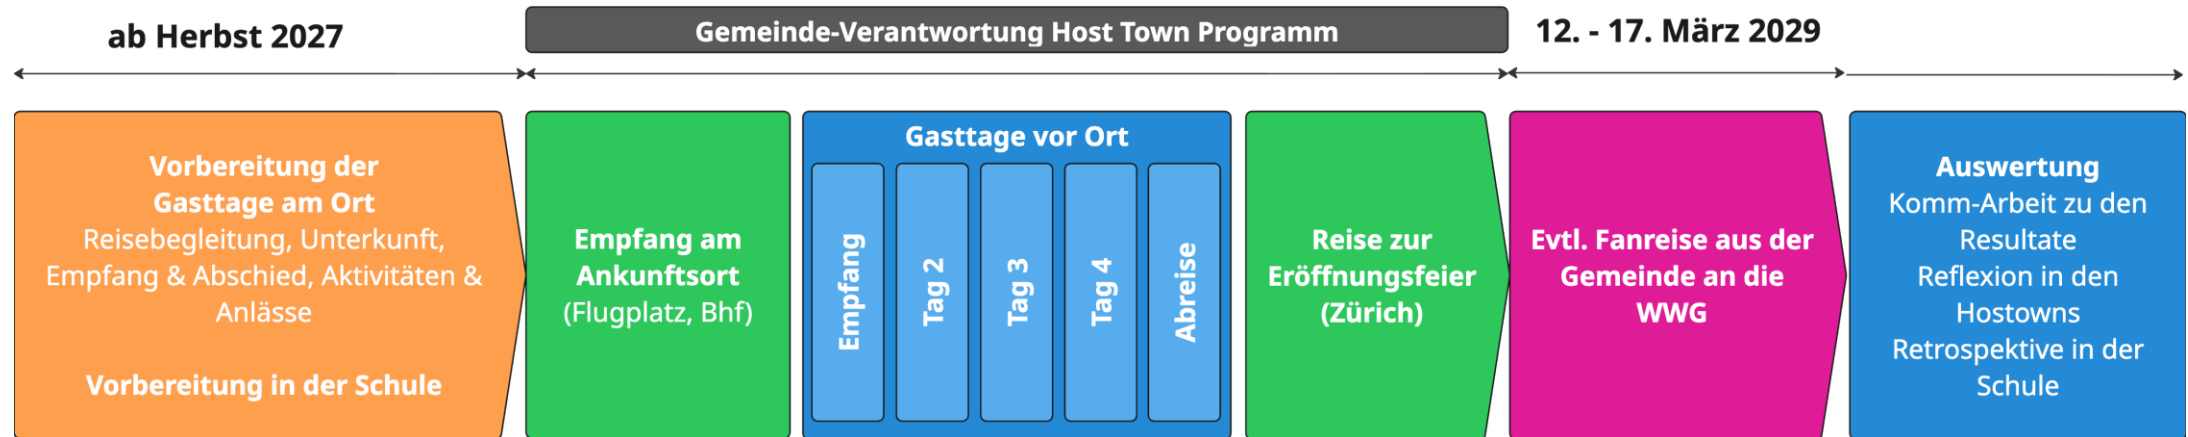 ab Herbst 2027
Gemeinde-Verantwortung Host Town Programm
12. - 17. März 2029
Vorbereitung der
Gasttage am Ort
Reisebegleitung, Unterkunft,
Empfang & Abschied, Aktivitäten &
Anlässe
Vorbereitung in der Schule
Empfang am
Ankunftsort
(Flugplatz, Bhf)
Gasttage vor Ort
Empfang
Tag 2
Tag 3
Tag 4
Abreise
Reise zur
Eröffnungsfeier
(Zürich)
Evtl. Fanreise aus der
Gemeinde an die
WWG
Auswertung
Komm-Arbeit zu den
Resultate
Reflexion in den
Hostowns
Retrospektive in der
Schule